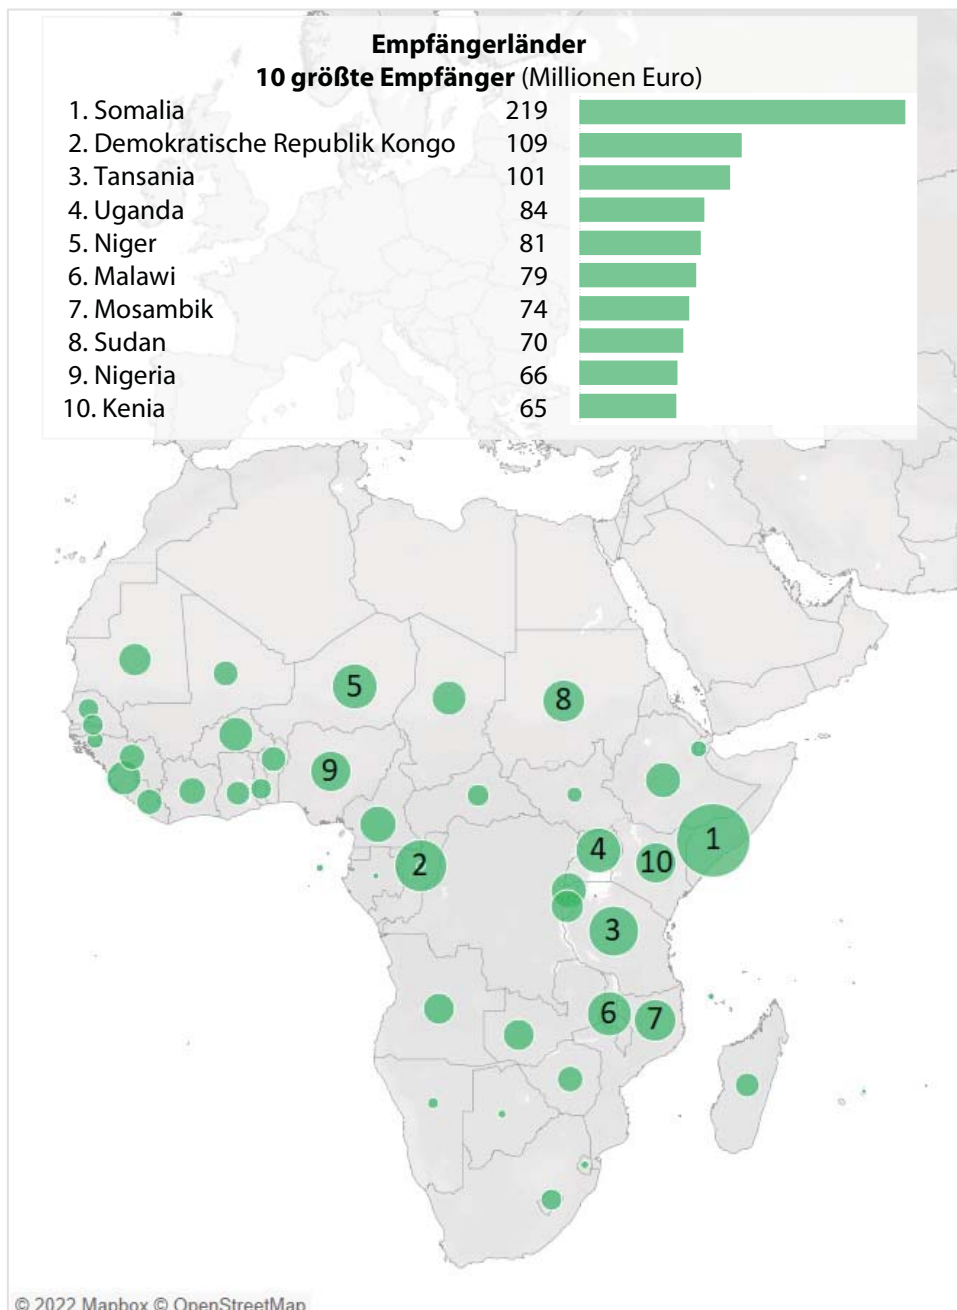 Empfängerländer
10 größte Empfänger (Millionen Euro)
1. Somalia 219
2. Demokratische Republik Kongo 109
3. Tansania 101
4. Uganda 84
5. Niger 81
6. Malawi 79
7. Mosambik 74
8. Sudan 70
9. Nigeria 66
10. Kenia 65
5
8
9
1
2
4
10
3
6
7
© 2022 Mapbox © OpenStreetMap